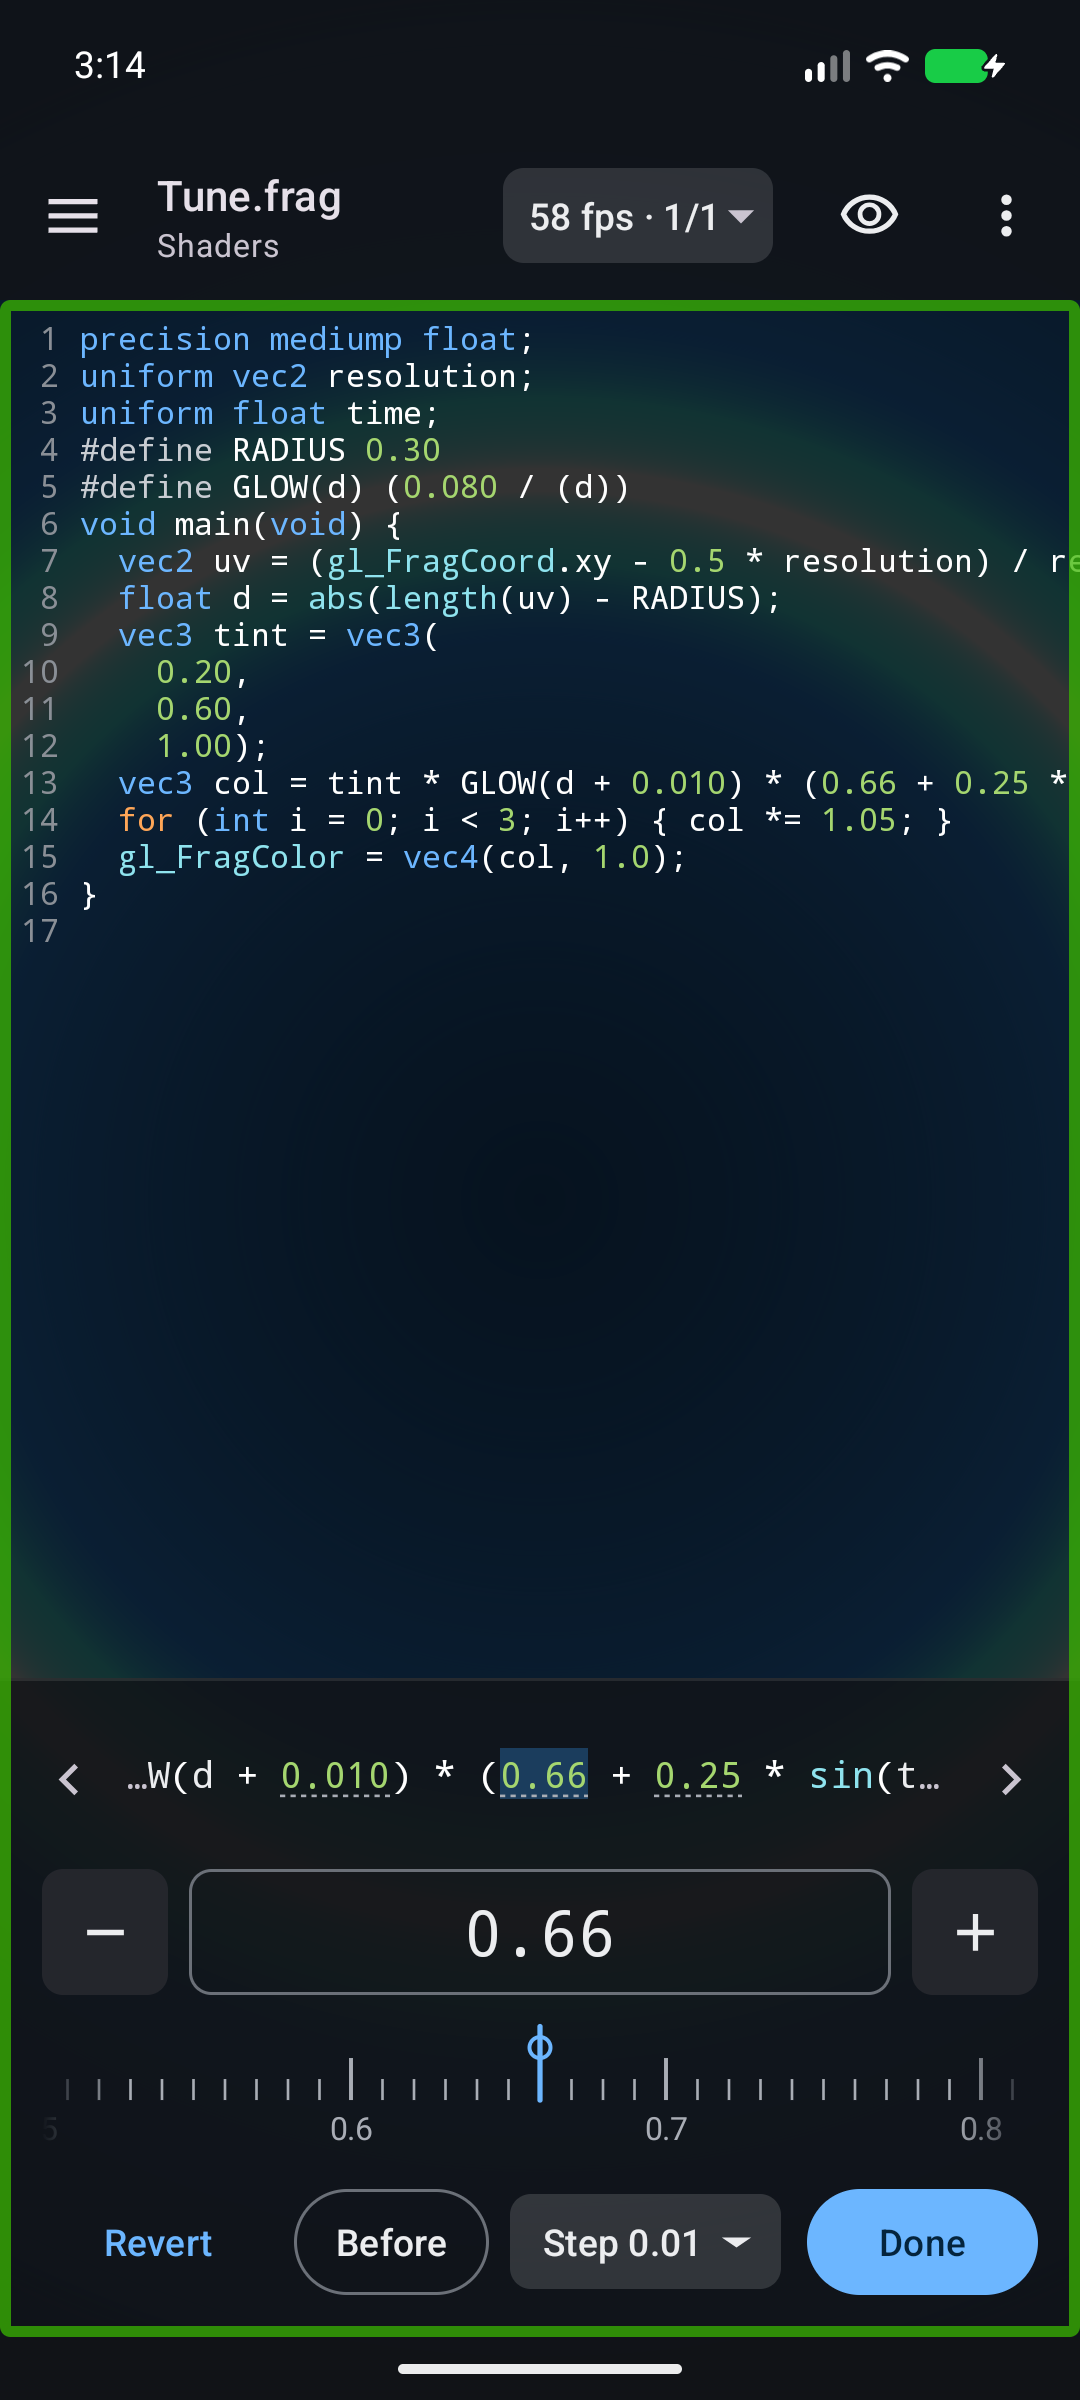 3:14
Tune.frag
Shaders
58 fps · 1/1
1 precision mediump float;
2 uniform vec2 resolution;
3 uniform float time;
4 #define RADIUS 0.30
5 #define GLOW(d) (0.080 / (d))
6 void main(void) {
7   vec2 uv = (gl_FragCoord.xy - 0.5 * resolution) / re
8   float d = abs(length(uv) - RADIUS);
9   vec3 tint = vec3(
10     0.20,
11     0.60,
12     1.00);
13   vec3 col = tint * GLOW(d + 0.010) * (0.66 + 0.25 *
14   for (int i = 0; i < 3; i++) { col *= 1.05; }
15   gl_FragColor = vec4(col, 1.0);
16 }
17
…W(d + 0.010) * (0.66 + 0.25 * sin(t…
0.66
5 0.6 0.7 0.8
Revert Before Step 0.01 Done